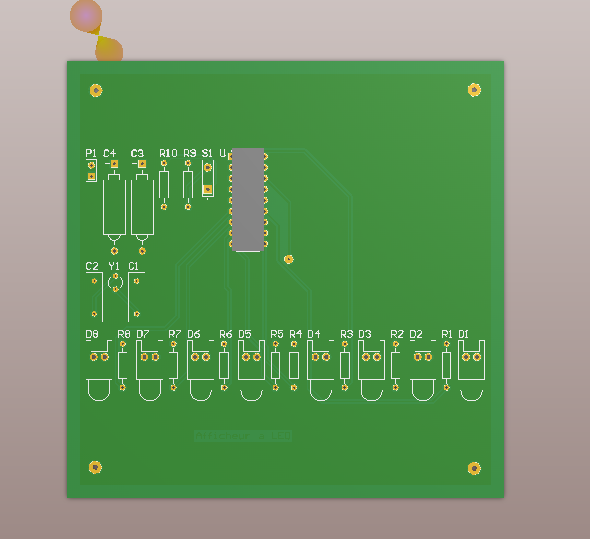 P1 C4 C3 R10 R9 S1 U
C2 Y1 C1
D8 R8 D7 R7 D6 R6 D5 R5 R4 D4 R3 D3 R2 D2 R1 D1